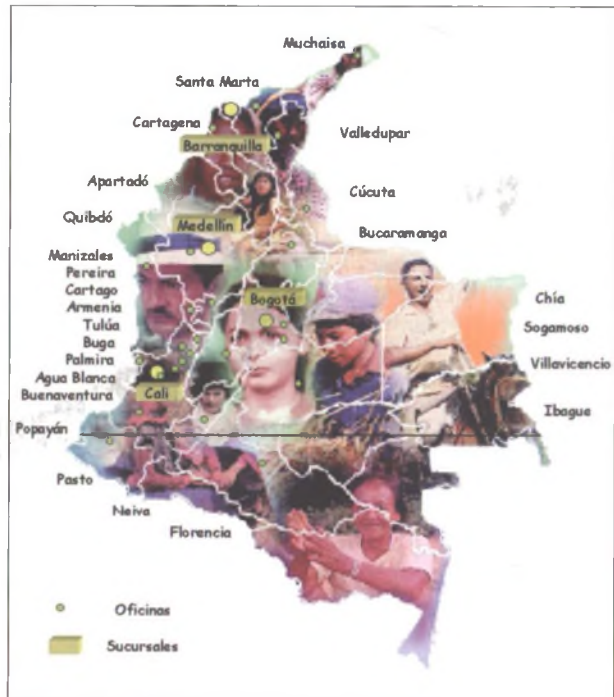 Muchaisa
Santa Marta
Cartagena
Barranquilla
Valledupar
Apartadó
Cúcuta
Quibdó
Medellín
Bucaramanga
Manizales
Pereira
Cartago
Bogotá
Chía
Armenia
Tulúa
Sogamoso
Buga
Palmira
Villavicencio
Agua Blanca
Cali
Buenaventura
Ibague
Popayán
Pasto
Neiva
Florencia
Oficinas
Sucursales